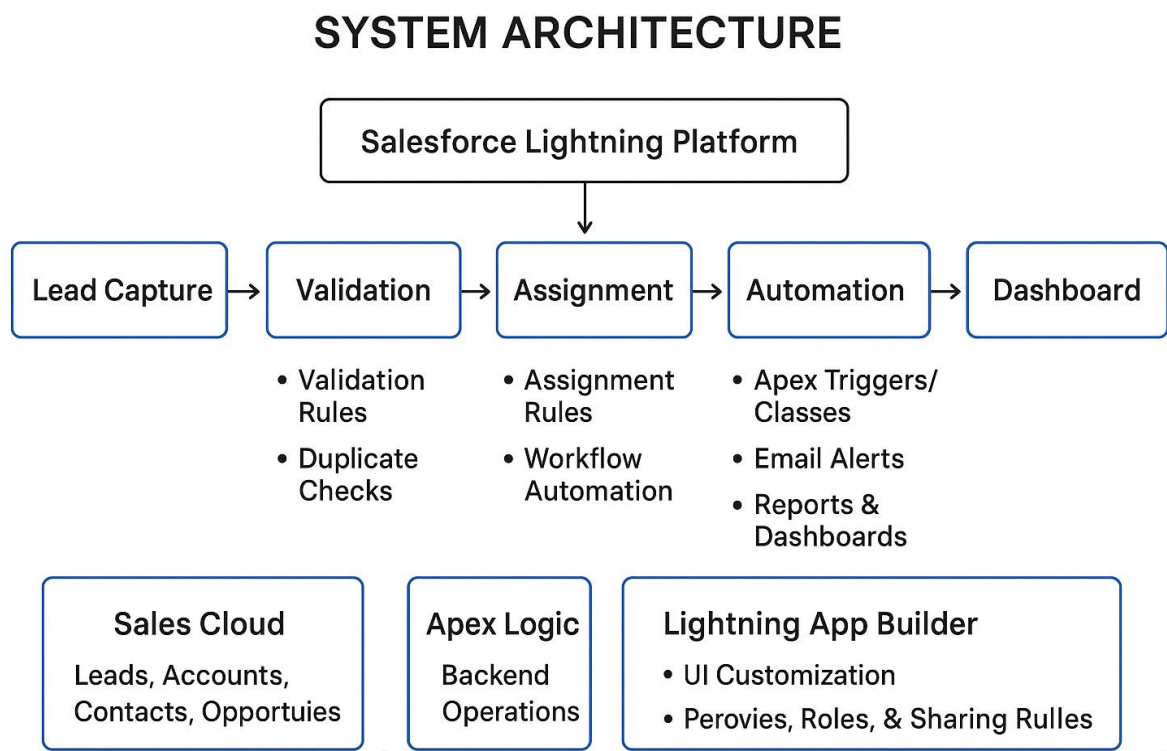 SYSTEM ARCHITECTURE
Salesforce Lightning Platform
Lead Capture
Validation
Assignment
Automation
Dashboard
• Validation
Rules
• Duplicate
Checks
• Assignment
Rules
• Workflow
Automation
• Apex Triggers/
Classes
• Email Alerts
• Reports &
Dashboards
Sales Cloud
Leads, Accounts,
Contacts, Opportuies
Apex Logic
Backend
Operations
Lightning App Builder
• UI Customization
• Perovies, Roles, & Sharing Rulles